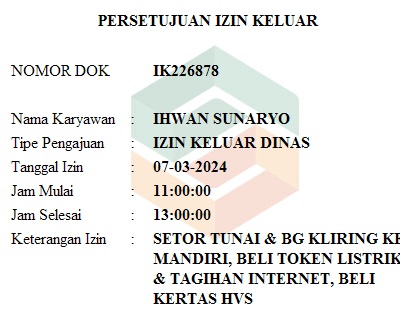 PERSETUJUAN IZIN KELUAR
NOMOR DOK IK226878
Nama Karyawan : IHWAN SUNARYO
Tipe Pengajuan : IZIN KELUAR DINAS
Tanggal Izin : 07-03-2024
Jam Mulai : 11:00:00
Jam Selesai : 13:00:00
Keterangan Izin : SETOR TUNAI & BG KLIRING KE
MANDIRI, BELI TOKEN LISTRIK
& TAGIHAN INTERNET, BELI
KERTAS HVS